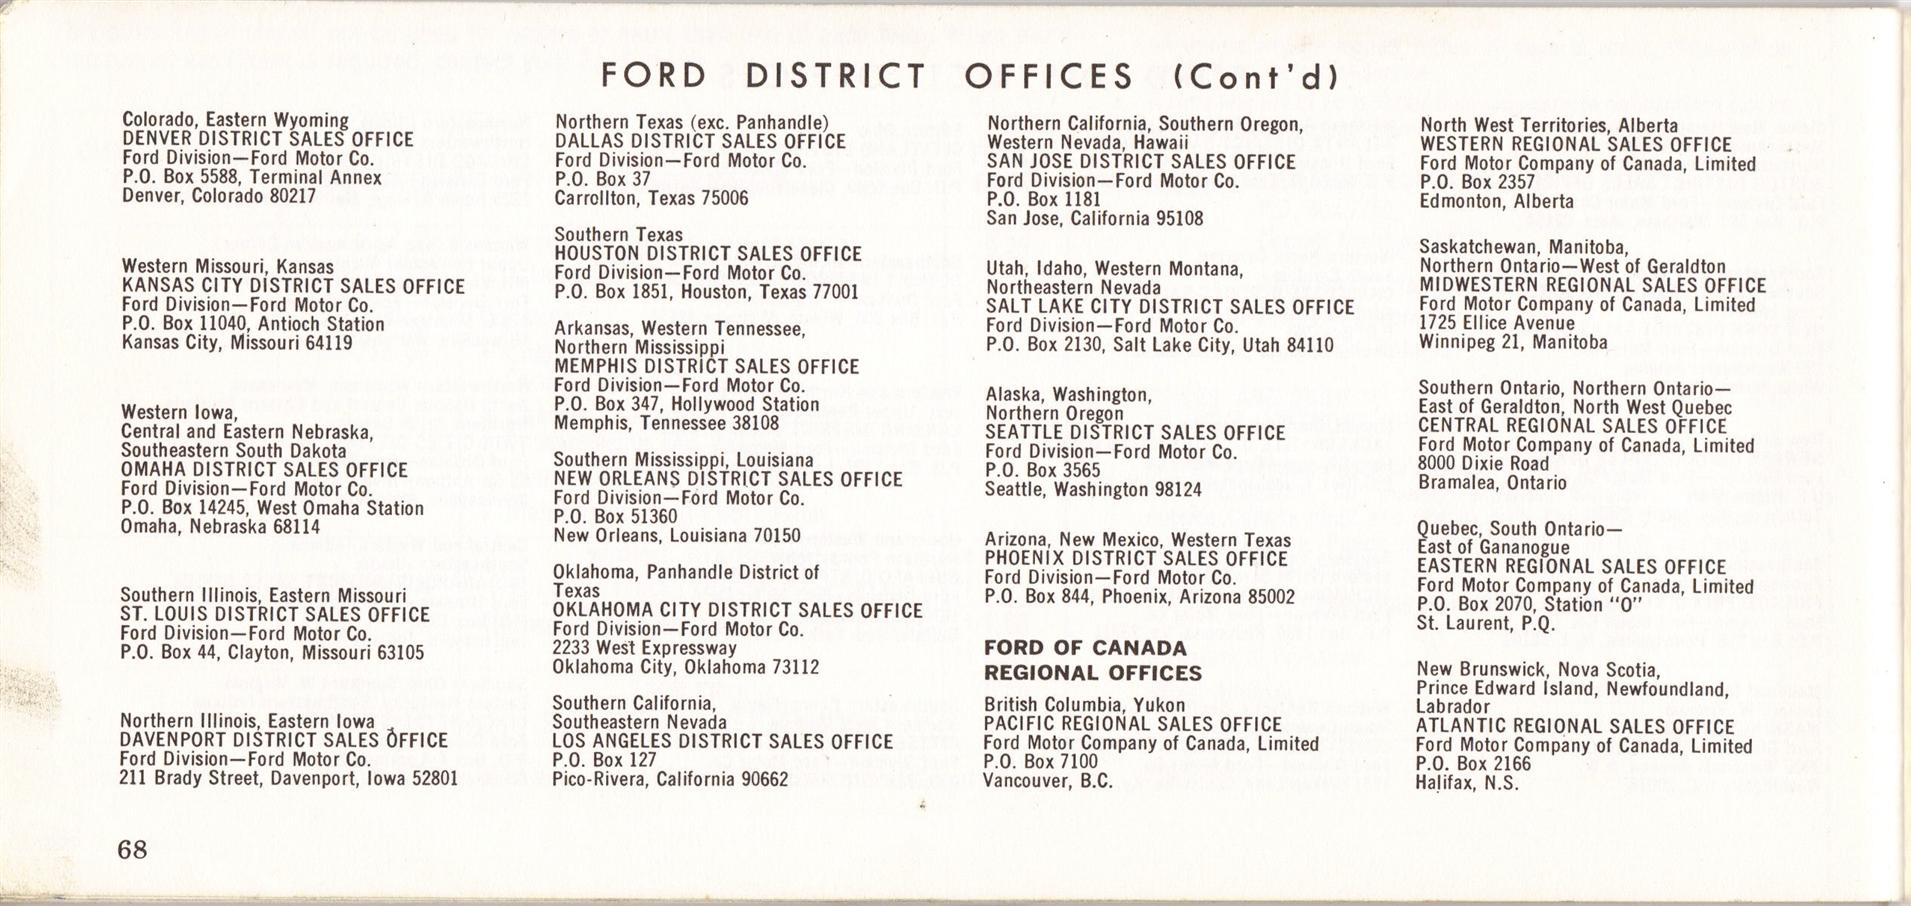 FORD DISTRICT OFFICES (Cont'd)
Colorado, Eastern Wyoming
DENVER DISTRICT SALES OFFICE
Ford Division—Ford Motor Co.
P.O. Box 5588, Terminal Annex
Denver, Colorado 80217
Western Missouri, Kansas
KANSAS CITY DISTRICT SALES OFFICE
Ford Division—Ford Motor Co.
P.O. Box 11040, Antioch Station
Kansas City, Missouri 64119
Western Iowa,
Central and Eastern Nebraska,
Southeastern South Dakota
OMAHA DISTRICT SALES OFFICE
Ford Division—Ford Motor Co.
P.O. Box 14245, West Omaha Station
Omaha, Nebraska 68114
Southern Illinois, Eastern Missouri
ST. LOUIS DISTRICT SALES OFFICE
Ford Division—Ford Motor Co.
P.O. Box 44, Clayton, Missouri 63105
Northern Illinois, Eastern Iowa
DAVENPORT DISTRICT SALES OFFICE
Ford Division—Ford Motor Co.
211 Brady Street, Davenport, Iowa 52801
Northern Texas (exc. Panhandle)
DALLAS DISTRICT SALES OFFICE
Ford Division—Ford Motor Co.
P.O. Box 37
Carrollton, Texas 75006
Southern Texas
HOUSTON DISTRICT SALES OFFICE
Ford Division—Ford Motor Co.
P.O. Box 1851, Houston, Texas 77001
Arkansas, Western Tennessee,
Northern Mississippi
MEMPHIS DISTRICT SALES OFFICE
Ford Division—Ford Motor Co.
P.O. Box 347, Hollywood Station
Memphis, Tennessee 38108
Southern Mississippi, Louisiana
NEW ORLEANS DISTRICT SALES OFFICE
Ford Division—Ford Motor Co.
P.O. Box 51360
New Orleans, Louisiana 70150
Oklahoma, Panhandle District of
Texas
OKLAHOMA CITY DISTRICT SALES OFFICE
Ford Division—Ford Motor Co.
2233 West Expressway
Oklahoma City, Oklahoma 73112
Southern California,
Southeastern Nevada
LOS ANGELES DISTRICT SALES OFFICE
P.O. Box 127
Pico-Rivera, California 90662
Northern California, Southern Oregon,
Western Nevada, Hawaii
SAN JOSE DISTRICT SALES OFFICE
Ford Division—Ford Motor Co.
P.O. Box 1181
San Jose, California 95108
Utah, Idaho, Western Montana,
Northeastern Nevada
SALT LAKE CITY DISTRICT SALES OFFICE
Ford Division—Ford Motor Co.
P.O. Box 2130, Salt Lake City, Utah 84110
Alaska, Washington,
Northern Oregon
SEATTLE DISTRICT SALES OFFICE
Ford Division—Ford Motor Co.
P.O. Box 3565
Seattle, Washington 98124
Arizona, New Mexico, Western Texas
PHOENIX DISTRICT SALES OFFICE
Ford Division—Ford Motor Co.
P.O. Box 844, Phoenix, Arizona 85002
FORD OF CANADA
REGIONAL OFFICES
British Columbia, Yukon
PACIFIC REGIONAL SALES OFFICE
Ford Motor Company of Canada, Limited
P.O. Box 7100
Vancouver, B.C.
North West Territories, Alberta
WESTERN REGIONAL SALES OFFICE
Ford Motor Company of Canada, Limited
P.O. Box 2357
Edmonton, Alberta
Saskatchewan, Manitoba,
Northern Ontario—West of Geraldton
MIDWESTERN REGIONAL SALES OFFICE
Ford Motor Company of Canada, Limited
1725 Ellice Avenue
Winnipeg 21, Manitoba
Southern Ontario, Northern Ontario—
East of Geraldton, North West Quebec
CENTRAL REGIONAL SALES OFFICE
Ford Motor Company of Canada, Limited
8000 Dixie Road
Bramalea, Ontario
Quebec, South Ontario—
East of Gananogue
EASTERN REGIONAL SALES OFFICE
Ford Motor Company of Canada, Limited
P.O. Box 2070, Station "O"
St. Laurent, P.Q.
New Brunswick, Nova Scotia,
Prince Edward Island, Newfoundland,
Labrador
ATLANTIC REGIONAL SALES OFFICE
Ford Motor Company of Canada, Limited
P.O. Box 2166
Halifax, N.S.
68